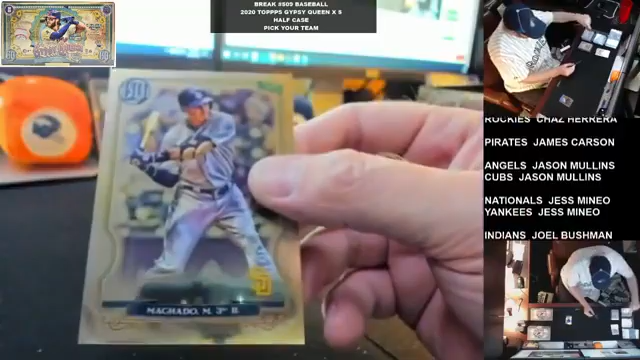 BREAK #509 BASEBALL
2020 TOPPPS GYPSY QUEEN X 5
HALF CASE
PICK YOUR TEAM
MACHADO, M. 3RD B.
ROCKIES CHAZ HERRERA
PIRATES JAMES CARSON
ANGELS JASON MULLINS
CUBS JASON MULLINS
NATIONALS JESS MINEO
YANKEES JESS MINEO
INDIANS JOEL BUSHMAN